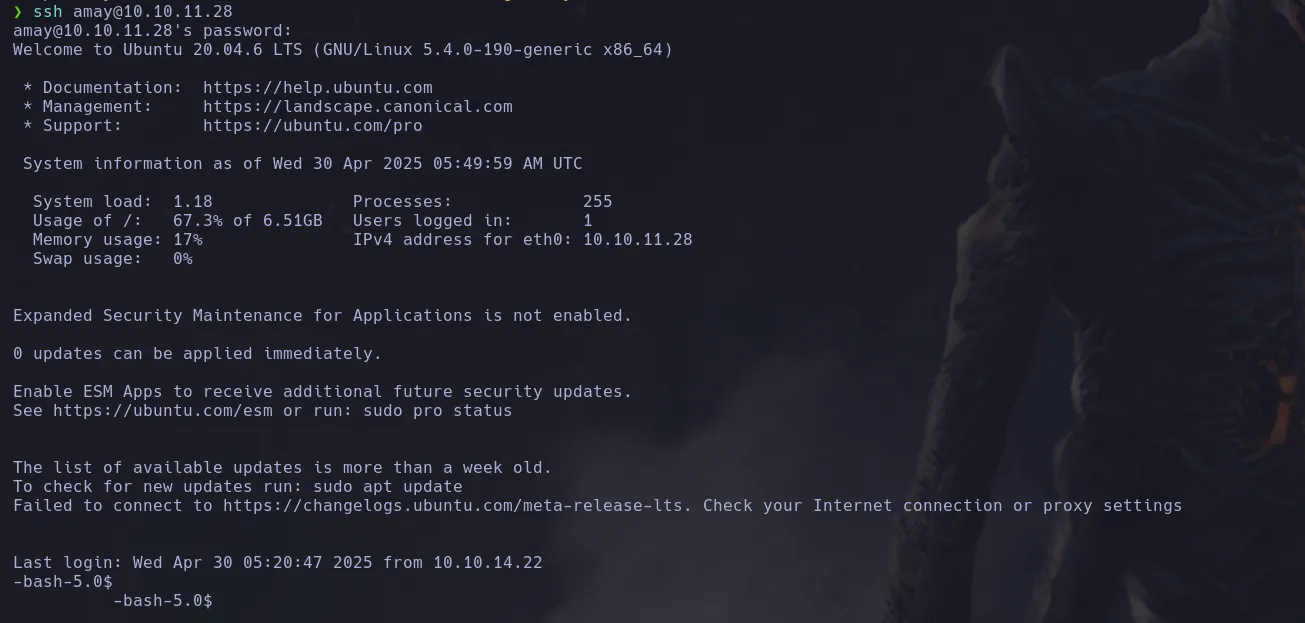 ❯ ssh amay@10.10.11.28
amay@10.10.11.28's password:
Welcome to Ubuntu 20.04.6 LTS (GNU/Linux 5.4.0-190-generic x86_64)
* Documentation:  https://help.ubuntu.com
* Management:     https://landscape.canonical.com
* Support:        https://ubuntu.com/pro
System information as of Wed 30 Apr 2025 05:49:59 AM UTC
System load:  1.18              Processes:             255
Usage of /:   67.3% of 6.51GB   Users logged in:       1
Memory usage: 17%               IPv4 address for eth0: 10.10.11.28
Swap usage:   0%
Expanded Security Maintenance for Applications is not enabled.
0 updates can be applied immediately.
Enable ESM Apps to receive additional future security updates.
See https://ubuntu.com/esm or run: sudo pro status
The list of available updates is more than a week old.
To check for new updates run: sudo apt update
Failed to connect to https://changelogs.ubuntu.com/meta-release-lts. Check your Internet connection or proxy settings
Last login: Wed Apr 30 05:20:47 2025 from 10.10.14.22
-bash-5.0$
-bash-5.0$